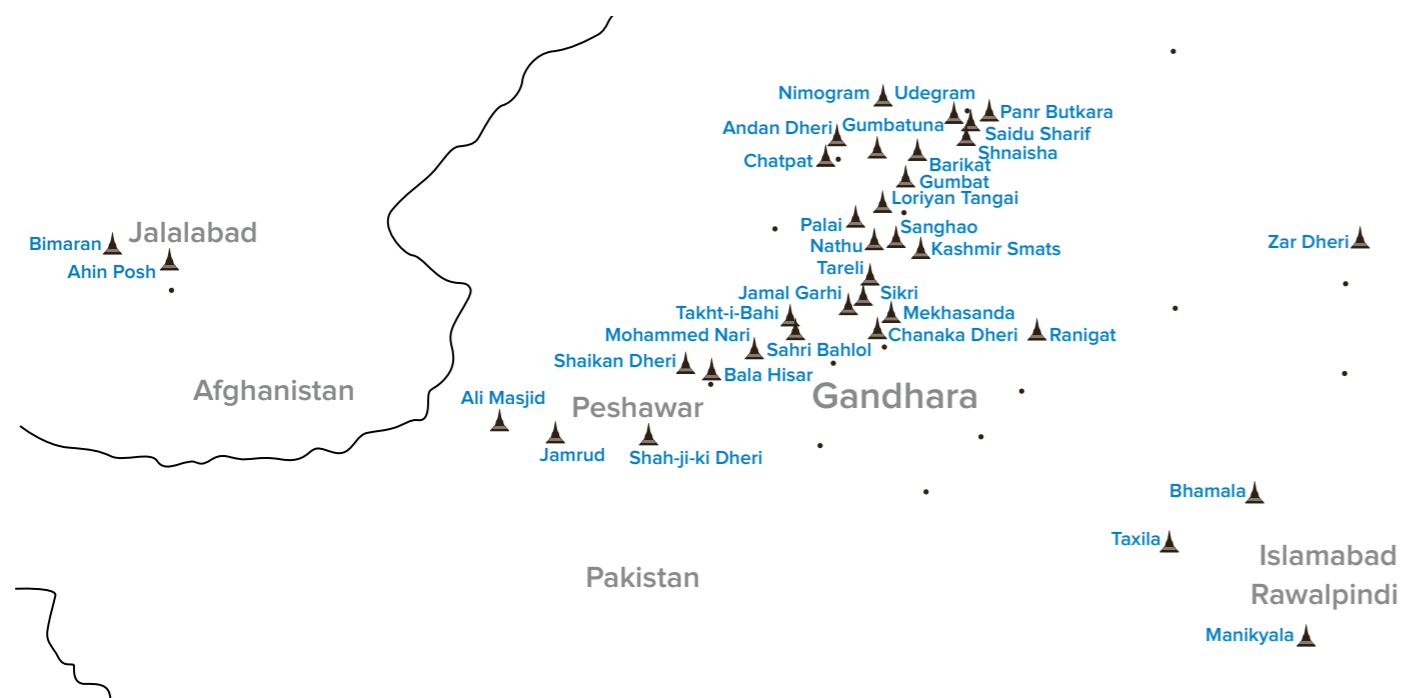 Nimogram
Udegram
Panr Butkara
Andan Dheri
Gumbatuna
Saidu Sharif
Shnaisha
Chatpat
Barikat
Gumbat
Loriyan Tangai
Palai
Sanghao
Jalalabad
Bimaran
Nathu
Kashmir Smats
Zar Dheri
Ahin Posh
Tareli
Jamal Garhi
Sikri
Takht-i-Bahi
Mekhasanda
Mohammed Nari
Chanaka Dheri
Ranigat
Sahri Bahlol
Shaikan Dheri
Bala Hisar
Afghanistan
Ali Masjid
Peshawar
Gandhara
Jamrud
Shah-ji-ki Dheri
Bhamala
Taxila
Islamabad
Pakistan
Rawalpindi
Manikyala